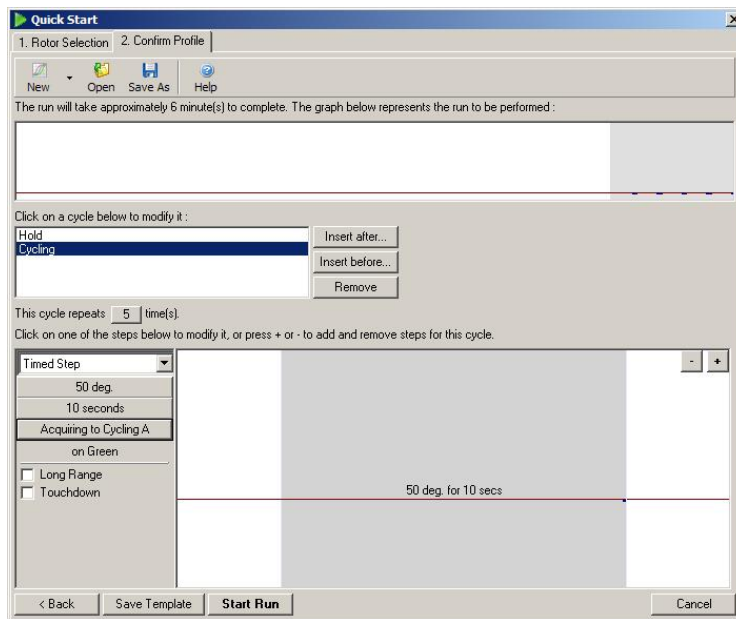 Quick Start
1. Rotor Selection 2. Confirm Profile
New Open Save As Help
The run will take approximately 6 minute(s) to complete. The graph below represents the run to be performed :
Click on a cycle below to modify it :
Hold
Cycling
Insert after...
Insert before...
Remove
This cycle repeats 5 time(s).
Click on one of the steps below to modify it, or press + or - to add and remove steps for this cycle.
Timed Step
- +
50 deg.
10 seconds
Acquiring to Cycling A
on Green
Long Range
Touchdown
50 deg. for 10 secs
< Back Save Template Start Run Cancel